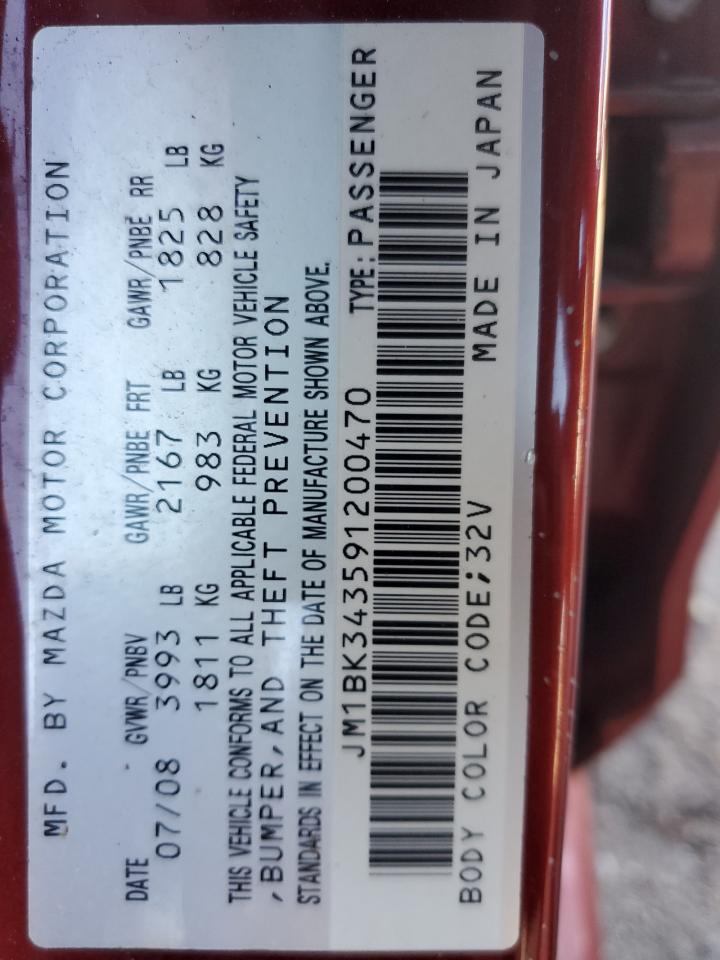 MFD. BY MAZDA MOTOR CORPORATION
DATE GVWR/PNBV GAWR/PNBE FRT GAWR/PNBE RR
07/08 3993 LB 2167 LB 1825 LB
1811 KG 983 KG 828 KG
THIS VEHICLE CONFORMS TO ALL APPLICABLE FEDERAL MOTOR VEHICLE SAFETY
,BUMPER,AND THEFT PREVENTION
STANDARDS IN EFFECT ON THE DATE OF MANUFACTURE SHOWN ABOVE.
JM1BK343591200470 TYPE:PASSENGER
BODY COLOR CODE;32V MADE IN JAPAN